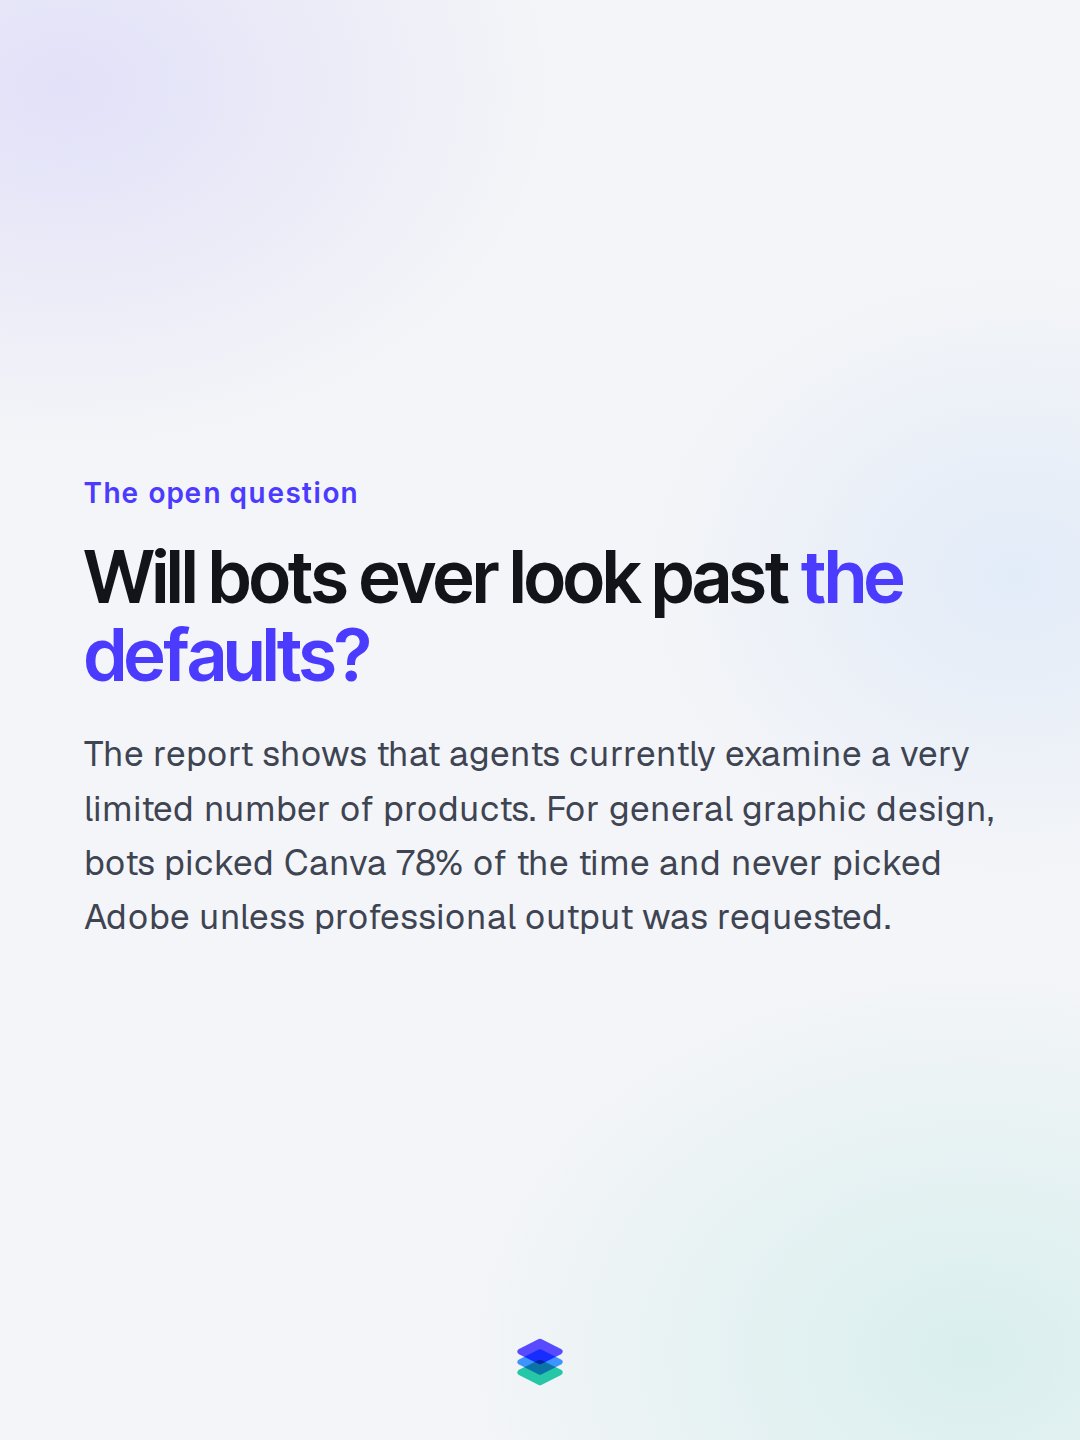 The open question
Will bots ever look past the
defaults?
The report shows that agents currently examine a very
limited number of products. For general graphic design,
bots picked Canva 78% of the time and never picked
Adobe unless professional output was requested.